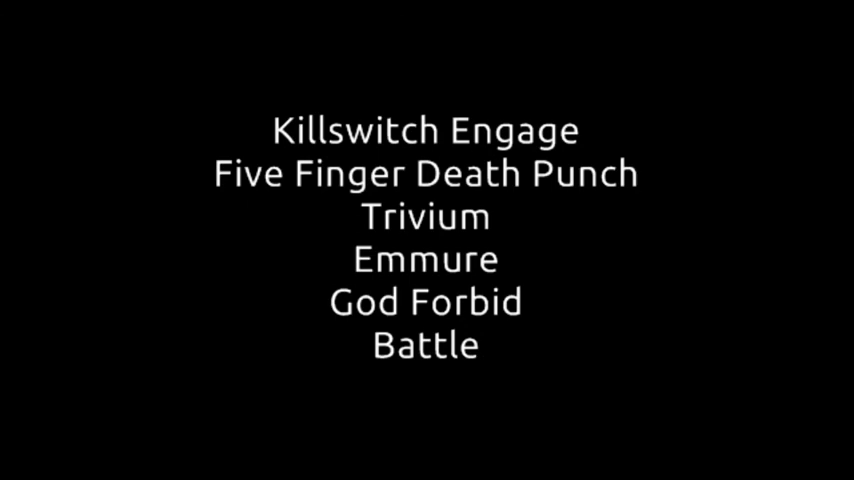 Killswitch Engage
Five Finger Death Punch
Trivium
Emmure
God Forbid
Battle